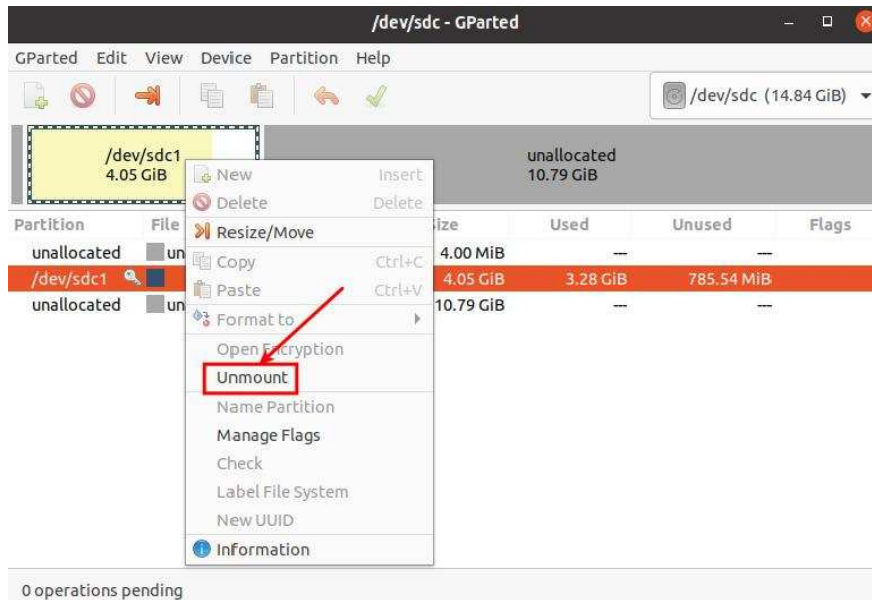 /dev/sdc - GParted
GParted Edit View Device Partition Help
/dev/sdc (14.84 GiB)
/dev/sdc1
4.05 GiB
unallocated
10.79 GiB
Partition File Size Used Unused Flags
unallocated un 4.00 MiB --- ---
/dev/sdc1 4.05 GiB 3.28 GiB 785.54 MiB
unallocated un 10.79 GiB --- ---
New Insert
Delete Delete
Resize/Move
Copy Ctrl+C
Paste Ctrl+V
Format to
Open Encryption
Unmount
Name Partition
Manage Flags
Check
Label File System
New UUID
Information
0 operations pending